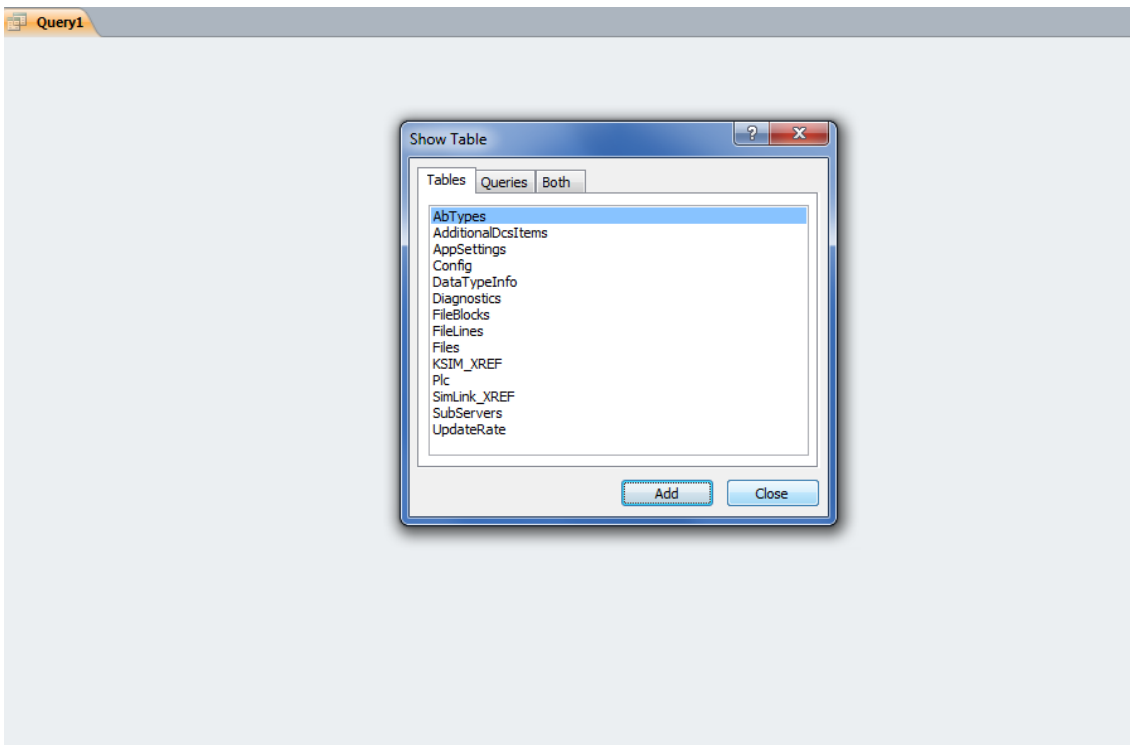 Query1
Show Table
?
X
Tables Queries Both
AbTypes
AdditionalDcsItems
AppSettings
Config
DataTypeInfo
Diagnostics
FileBlocks
FileLines
Files
KSIM_XREF
Plc
SimLink_XREF
SubServers
UpdateRate
Add Close